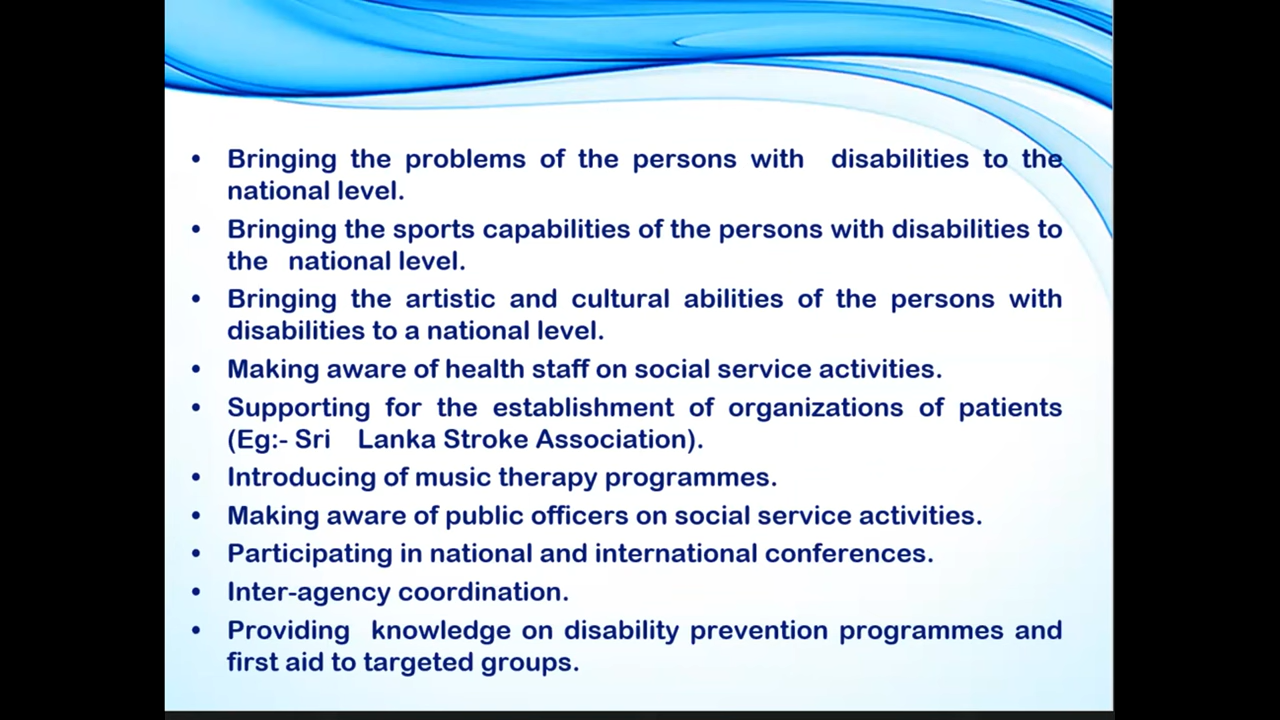 • Bringing the problems of the persons with disabilities to the
national level.
• Bringing the sports capabilities of the persons with disabilities to
the national level.
• Bringing the artistic and cultural abilities of the persons with
disabilities to a national level.
• Making aware of health staff on social service activities.
• Supporting for the establishment of organizations of patients
(Eg:- Sri Lanka Stroke Association).
• Introducing of music therapy programmes.
• Making aware of public officers on social service activities.
• Participating in national and international conferences.
• Inter-agency coordination.
• Providing knowledge on disability prevention programmes and
first aid to targeted groups.